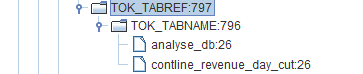 TOK_TABREF:797
TOK_TABNAME:796
analyse_db:26
contline_revenue_day_cut:26